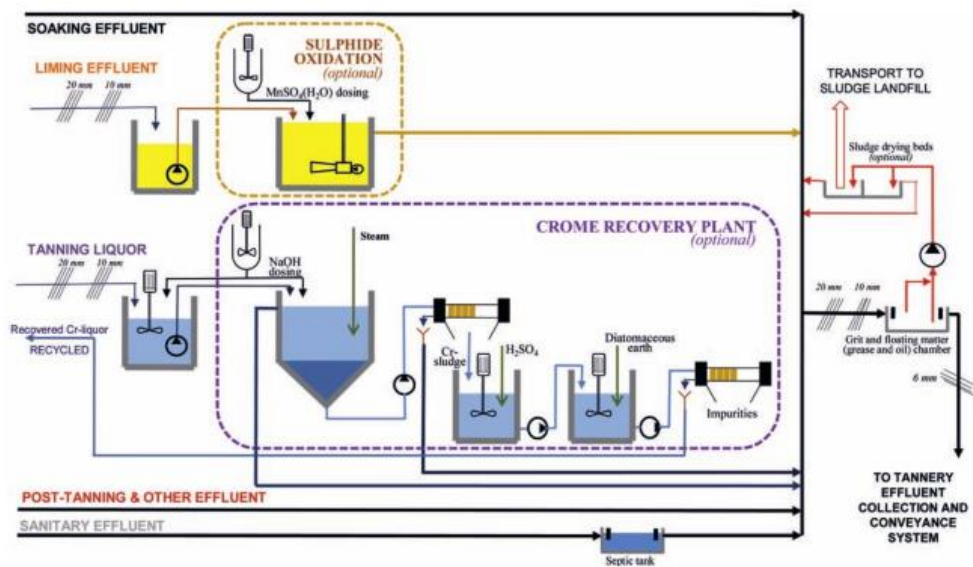 SOAKING EFFLUENT
LIMING EFFLUENT
20 mm
10 mm
SULPHIDE
OXIDATION
(optional)
MnSO₄(H₂O) dosing
TRANSPORT TO
SLUDGE LANDFILL
Sludge drying beds
(optional)
CROME RECOVERY PLANT
(optional)
Steam
TANNING LIQUOR
20 mm
10 mm
NaOH
dosing
Recovered Cr-liquor
RECYCLED
Cr-
sludge
H₂SO₄
Diatomaceous
earth
Impurities
20 mm
10 mm
Grit and floating matter
(grease and oil) chamber
6 mm
POST-TANNING & OTHER EFFLUENT
SANITARY EFFLUENT
Septic tank
TO TANNERY
EFFLUENT
COLLECTION AND
CONVEYANCE
SYSTEM